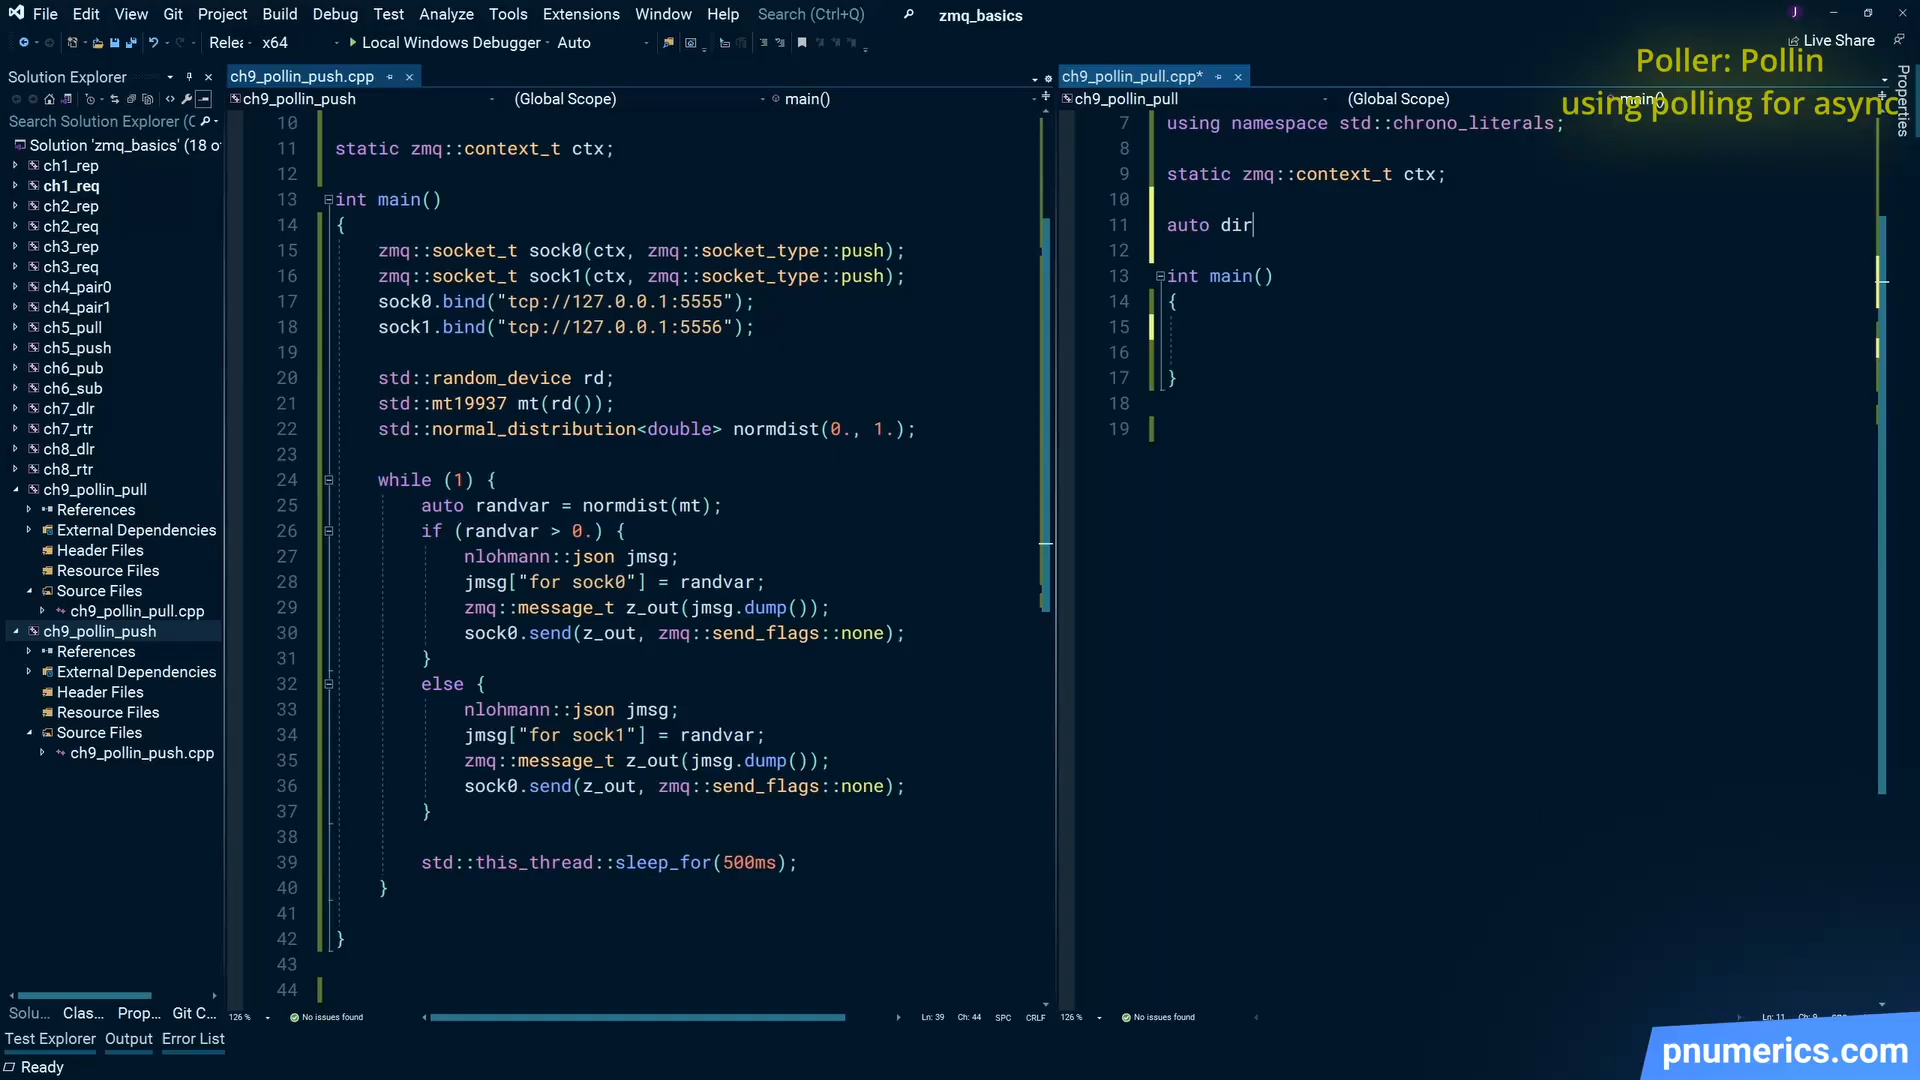 File Edit View Git Project Build Debug Test Analyze Tools Extensions Window Help Search (Ctrl+Q) zmq_basics J
Relea x64 Local Windows Debugger Auto Live Share
Poller: Pollin
using polling for async
Solution Explorer
Search Solution Explorer (C
Solution 'zmq_basics' (18 o
ch1_rep
ch1_req
ch2_rep
ch2_req
ch3_rep
ch3_req
ch4_pair0
ch4_pair1
ch5_pull
ch5_push
ch6_pub
ch6_sub
ch7_dlr
ch7_rtr
ch8_dlr
ch8_rtr
ch9_pollin_pull
References
External Dependencies
Header Files
Resource Files
Source Files
ch9_pollin_pull.cpp
ch9_pollin_push
References
External Dependencies
Header Files
Resource Files
Source Files
ch9_pollin_push.cpp
Solu... Clas... Prop... Git C...
ch9_pollin_push.cpp
ch9_pollin_push (Global Scope) main()
10
11 static zmq::context_t ctx;
12
13 int main()
14 {
15 zmq::socket_t sock0(ctx, zmq::socket_type::push);
16 zmq::socket_t sock1(ctx, zmq::socket_type::push);
17 sock0.bind("tcp://127.0.0.1:5555");
18 sock1.bind("tcp://127.0.0.1:5556");
19
20 std::random_device rd;
21 std::mt19937 mt(rd());
22 std::normal_distribution<double> normdist(0., 1.);
23
24 while (1) {
25 auto randvar = normdist(mt);
26 if (randvar > 0.) {
27 nlohmann::json jmsg;
28 jmsg["for sock0"] = randvar;
29 zmq::message_t z_out(jmsg.dump());
30 sock0.send(z_out, zmq::send_flags::none);
31 }
32 else {
33 nlohmann::json jmsg;
34 jmsg["for sock1"] = randvar;
35 zmq::message_t z_out(jmsg.dump());
36 sock0.send(z_out, zmq::send_flags::none);
37 }
38
39 std::this_thread::sleep_for(500ms);
40 }
41
42 }
43
44
126 % No issues found Ln: 39 Ch: 44 SPC CRLF
ch9_pollin_pull.cpp*
ch9_pollin_pull (Global Scope) main()
7 using namespace std::chrono_literals;
8
9 static zmq::context_t ctx;
10
11 auto dir
12
13 int main()
14 {
15
16
17 }
18
19
126 % No issues found
Properties
Test Explorer Output Error List
Ready
pnumerics.com